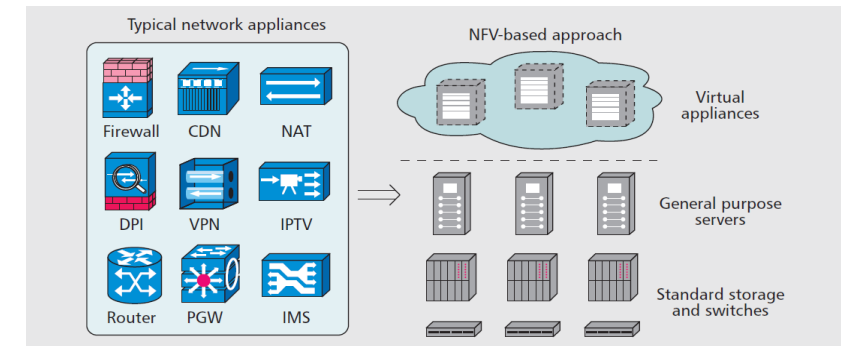 Typical network appliances
Firewall CDN NAT
DPI VPN IPTV
Router PGW IMS
NFV-based approach
Virtual
appliances
General purpose
servers
Standard storage
and switches